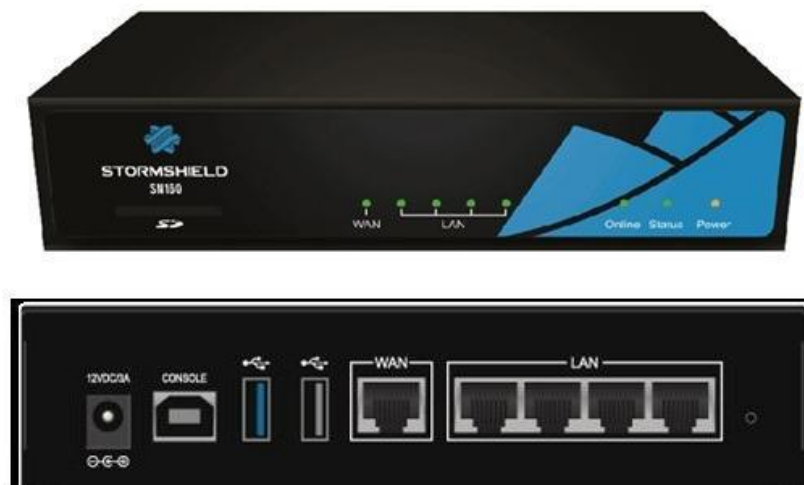 STORMSHIELD
SN150
WAN
LAN
Online Status Power
12VDC/3A
CONSOLE
WAN
LAN